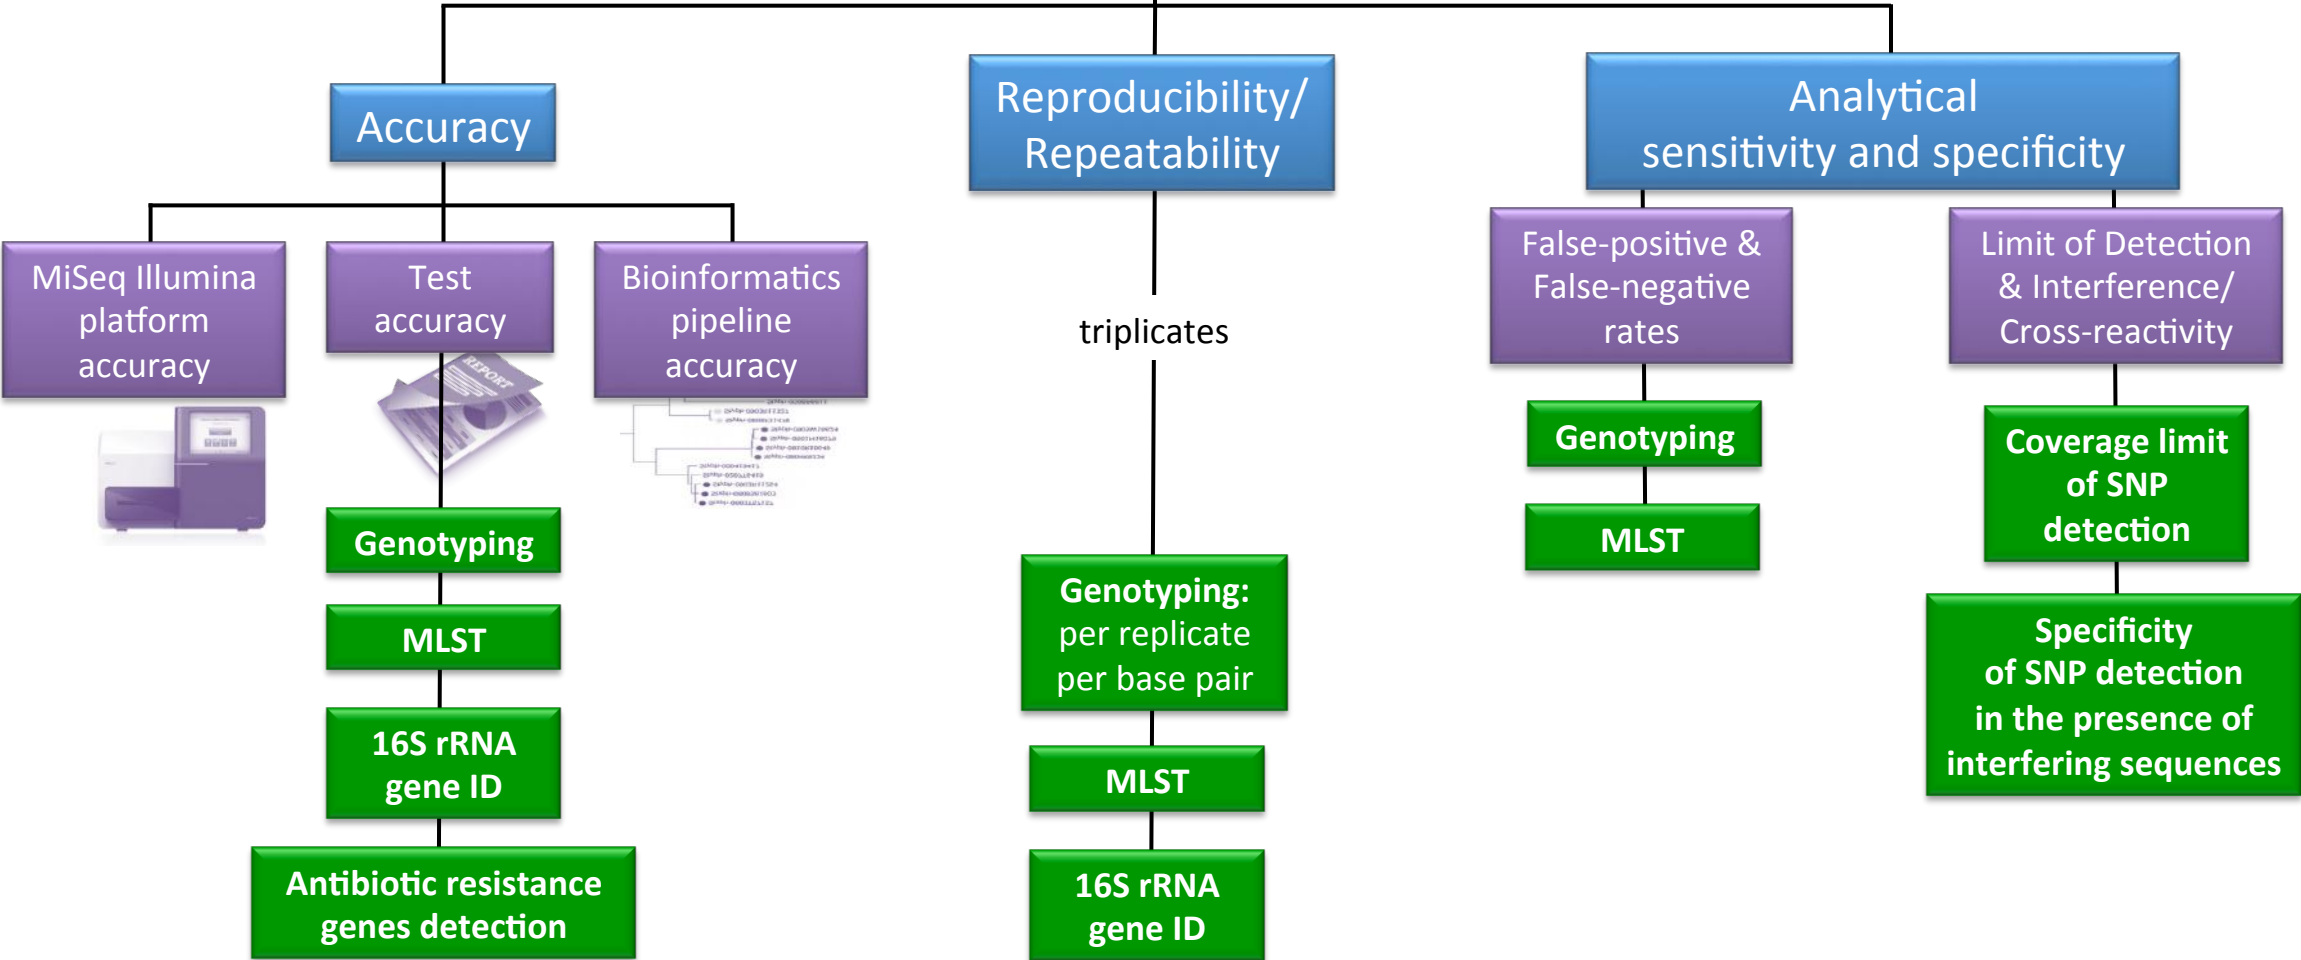 Accuracy
MiSeq Illumina
platform
accuracy
Test
accuracy
REPORT
Genotyping
MLST
16S rRNA
gene ID
Antibiotic resistance
genes detection
Bioinformatics
pipeline
accuracy
Reproducibility/
Repeatability
triplicates
Genotyping:
per replicate
per base pair
MLST
16S rRNA
gene ID
Analytical
sensitivity and specificity
False-positive &
False-negative
rates
Genotyping
MLST
Limit of Detection
& Interference/
Cross-reactivity
Coverage limit
of SNP
detection
Specificity
of SNP detection
in the presence of
interfering sequences